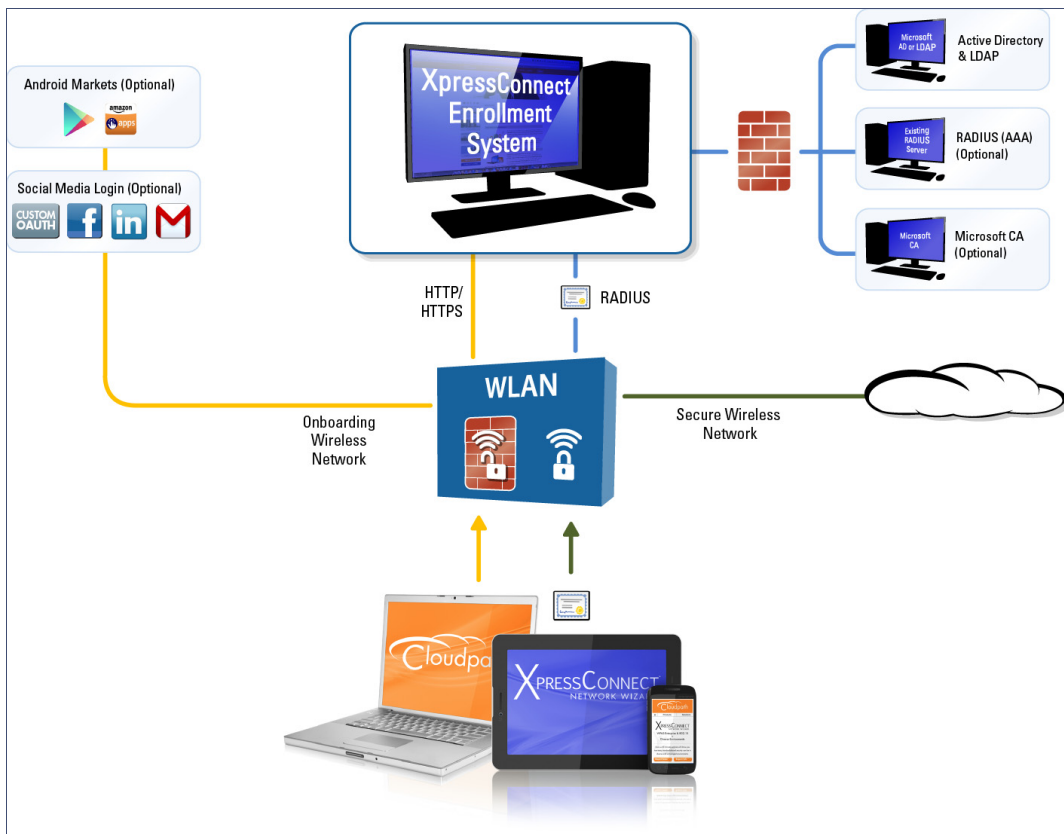 Android Markets (Optional)
amazon
apps
Social Media Login (Optional)
CUSTOM
OAUTH
f
in
XpressConnect
Enrollment
System
Microsoft
AD or LDAP
Active Directory
& LDAP
Existing
RADIUS
Server
RADIUS (AAA)
(Optional)
Microsoft
CA
Microsoft CA
(Optional)
HTTP/
HTTPS
RADIUS
WLAN
Onboarding
Wireless
Network
Secure Wireless
Network
Cloudpa
XPRESSCONNECT
NETWORK WIZA
Cloudpath
XPRESSCONNECT